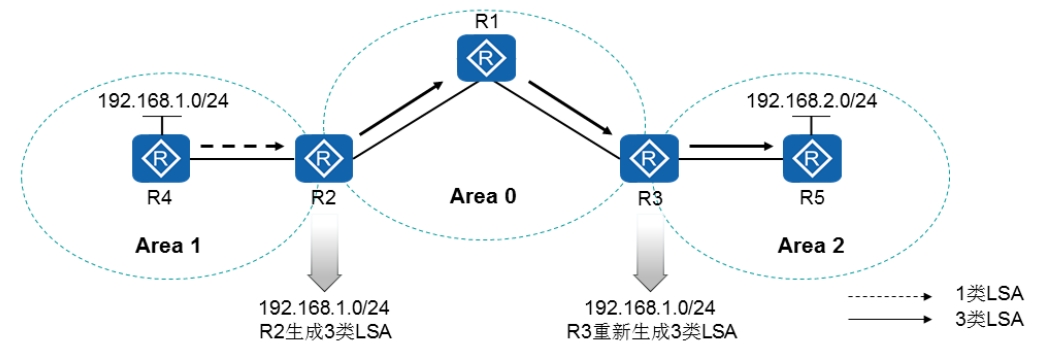 R1
192.168.1.0/24
192.168.2.0/24
R
R
R
R
R
R4
R2
Area 0
R3
R5
Area 1
Area 2
192.168.1.0/24
R2生成3类LSA
192.168.1.0/24
R3重新生成3类LSA
1类LSA
3类LSA